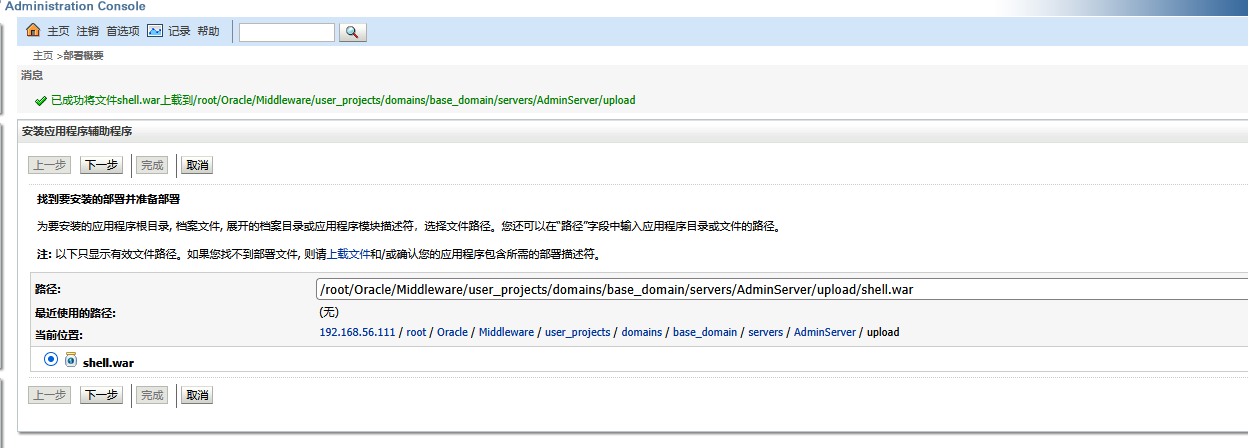 Administration Console
主页 注销 首选项 记录 帮助
主页 >部署概要
消息
已成功将文件shell.war上载到/root/Oracle/Middleware/user_projects/domains/base_domain/servers/AdminServer/upload
安装应用程序辅助程序
上一步 下一步 完成 取消
找到要安装的部署并准备部署
为要安装的应用程序根目录, 档案文件, 展开的档案目录或应用程序模块描述符，选择文件路径。您还可以在“路径”字段中输入应用程序目录或文件的路径。
注: 以下只显示有效文件路径。如果您找不到部署文件, 则请上载文件和/或确认您的应用程序包含所需的部署描述符。
路径: /root/Oracle/Middleware/user_projects/domains/base_domain/servers/AdminServer/upload/shell.war
最近使用的路径: (无)
当前位置: 192.168.56.111 / root / Oracle / Middleware / user_projects / domains / base_domain / servers / AdminServer / upload
shell.war
上一步 下一步 完成 取消